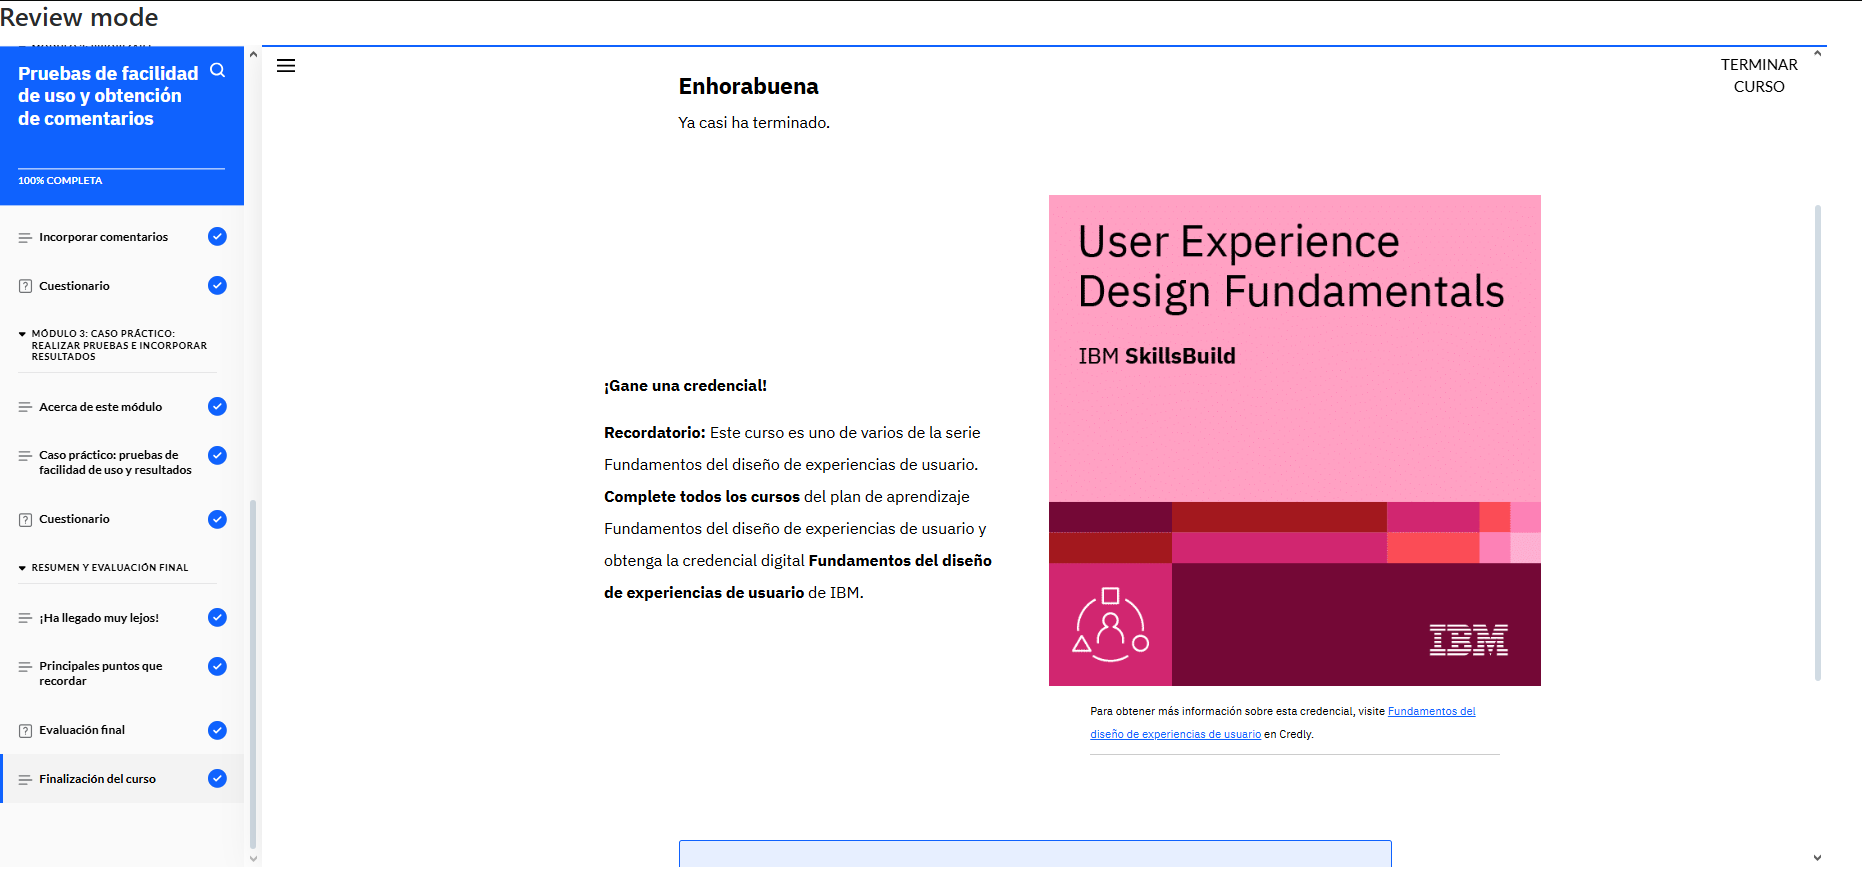 Review mode
Pruebas de facilidad
de uso y obtención
de comentarios
100% COMPLETA
Incorporar comentarios
Cuestionario
MÓDULO 3: CASO PRÁCTICO:
REALIZAR PRUEBAS E INCORPORAR
RESULTADOS
Acerca de este módulo
Caso práctico: pruebas de
facilidad de uso y resultados
Cuestionario
RESUMEN Y EVALUACIÓN FINAL
¡Ha llegado muy lejos!
Principales puntos que
recordar
Evaluación final
Finalización del curso
TERMINAR
CURSO
Enhorabuena
Ya casi ha terminado.
¡Gane una credencial!
Recordatorio: Este curso es uno de varios de la serie
Fundamentos del diseño de experiencias de usuario.
Complete todos los cursos del plan de aprendizaje
Fundamentos del diseño de experiencias de usuario y
obtenga la credencial digital Fundamentos del diseño
de experiencias de usuario de IBM.
User Experience
Design Fundamentals
IBM SkillsBuild
IBM
Para obtener más información sobre esta credencial, visite Fundamentos del
diseño de experiencias de usuario en Credly.